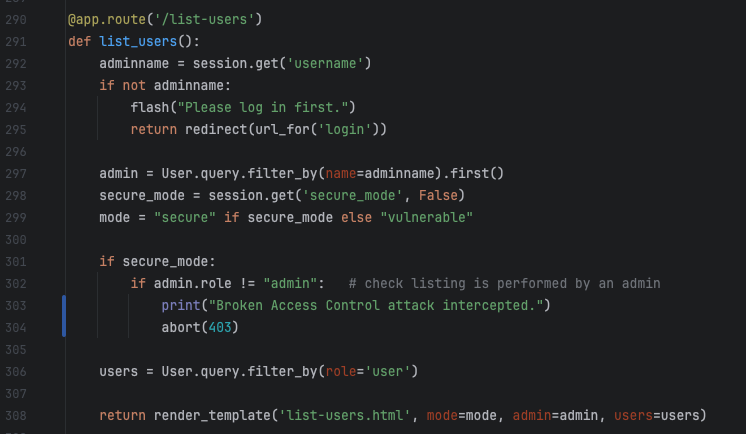 290 @app.route('/list-users')
291 def list_users():
292     adminname = session.get('username')
293     if not adminname:
294         flash("Please log in first.")
295         return redirect(url_for('login'))
296
297     admin = User.query.filter_by(name=adminname).first()
298     secure_mode = session.get('secure_mode', False)
299     mode = "secure" if secure_mode else "vulnerable"
300
301     if secure_mode:
302         if admin.role != "admin":   # check listing is performed by an admin
303             print("Broken Access Control attack intercepted.")
304             abort(403)
305
306     users = User.query.filter_by(role='user')
307
308     return render_template('list-users.html', mode=mode, admin=admin, users=users)